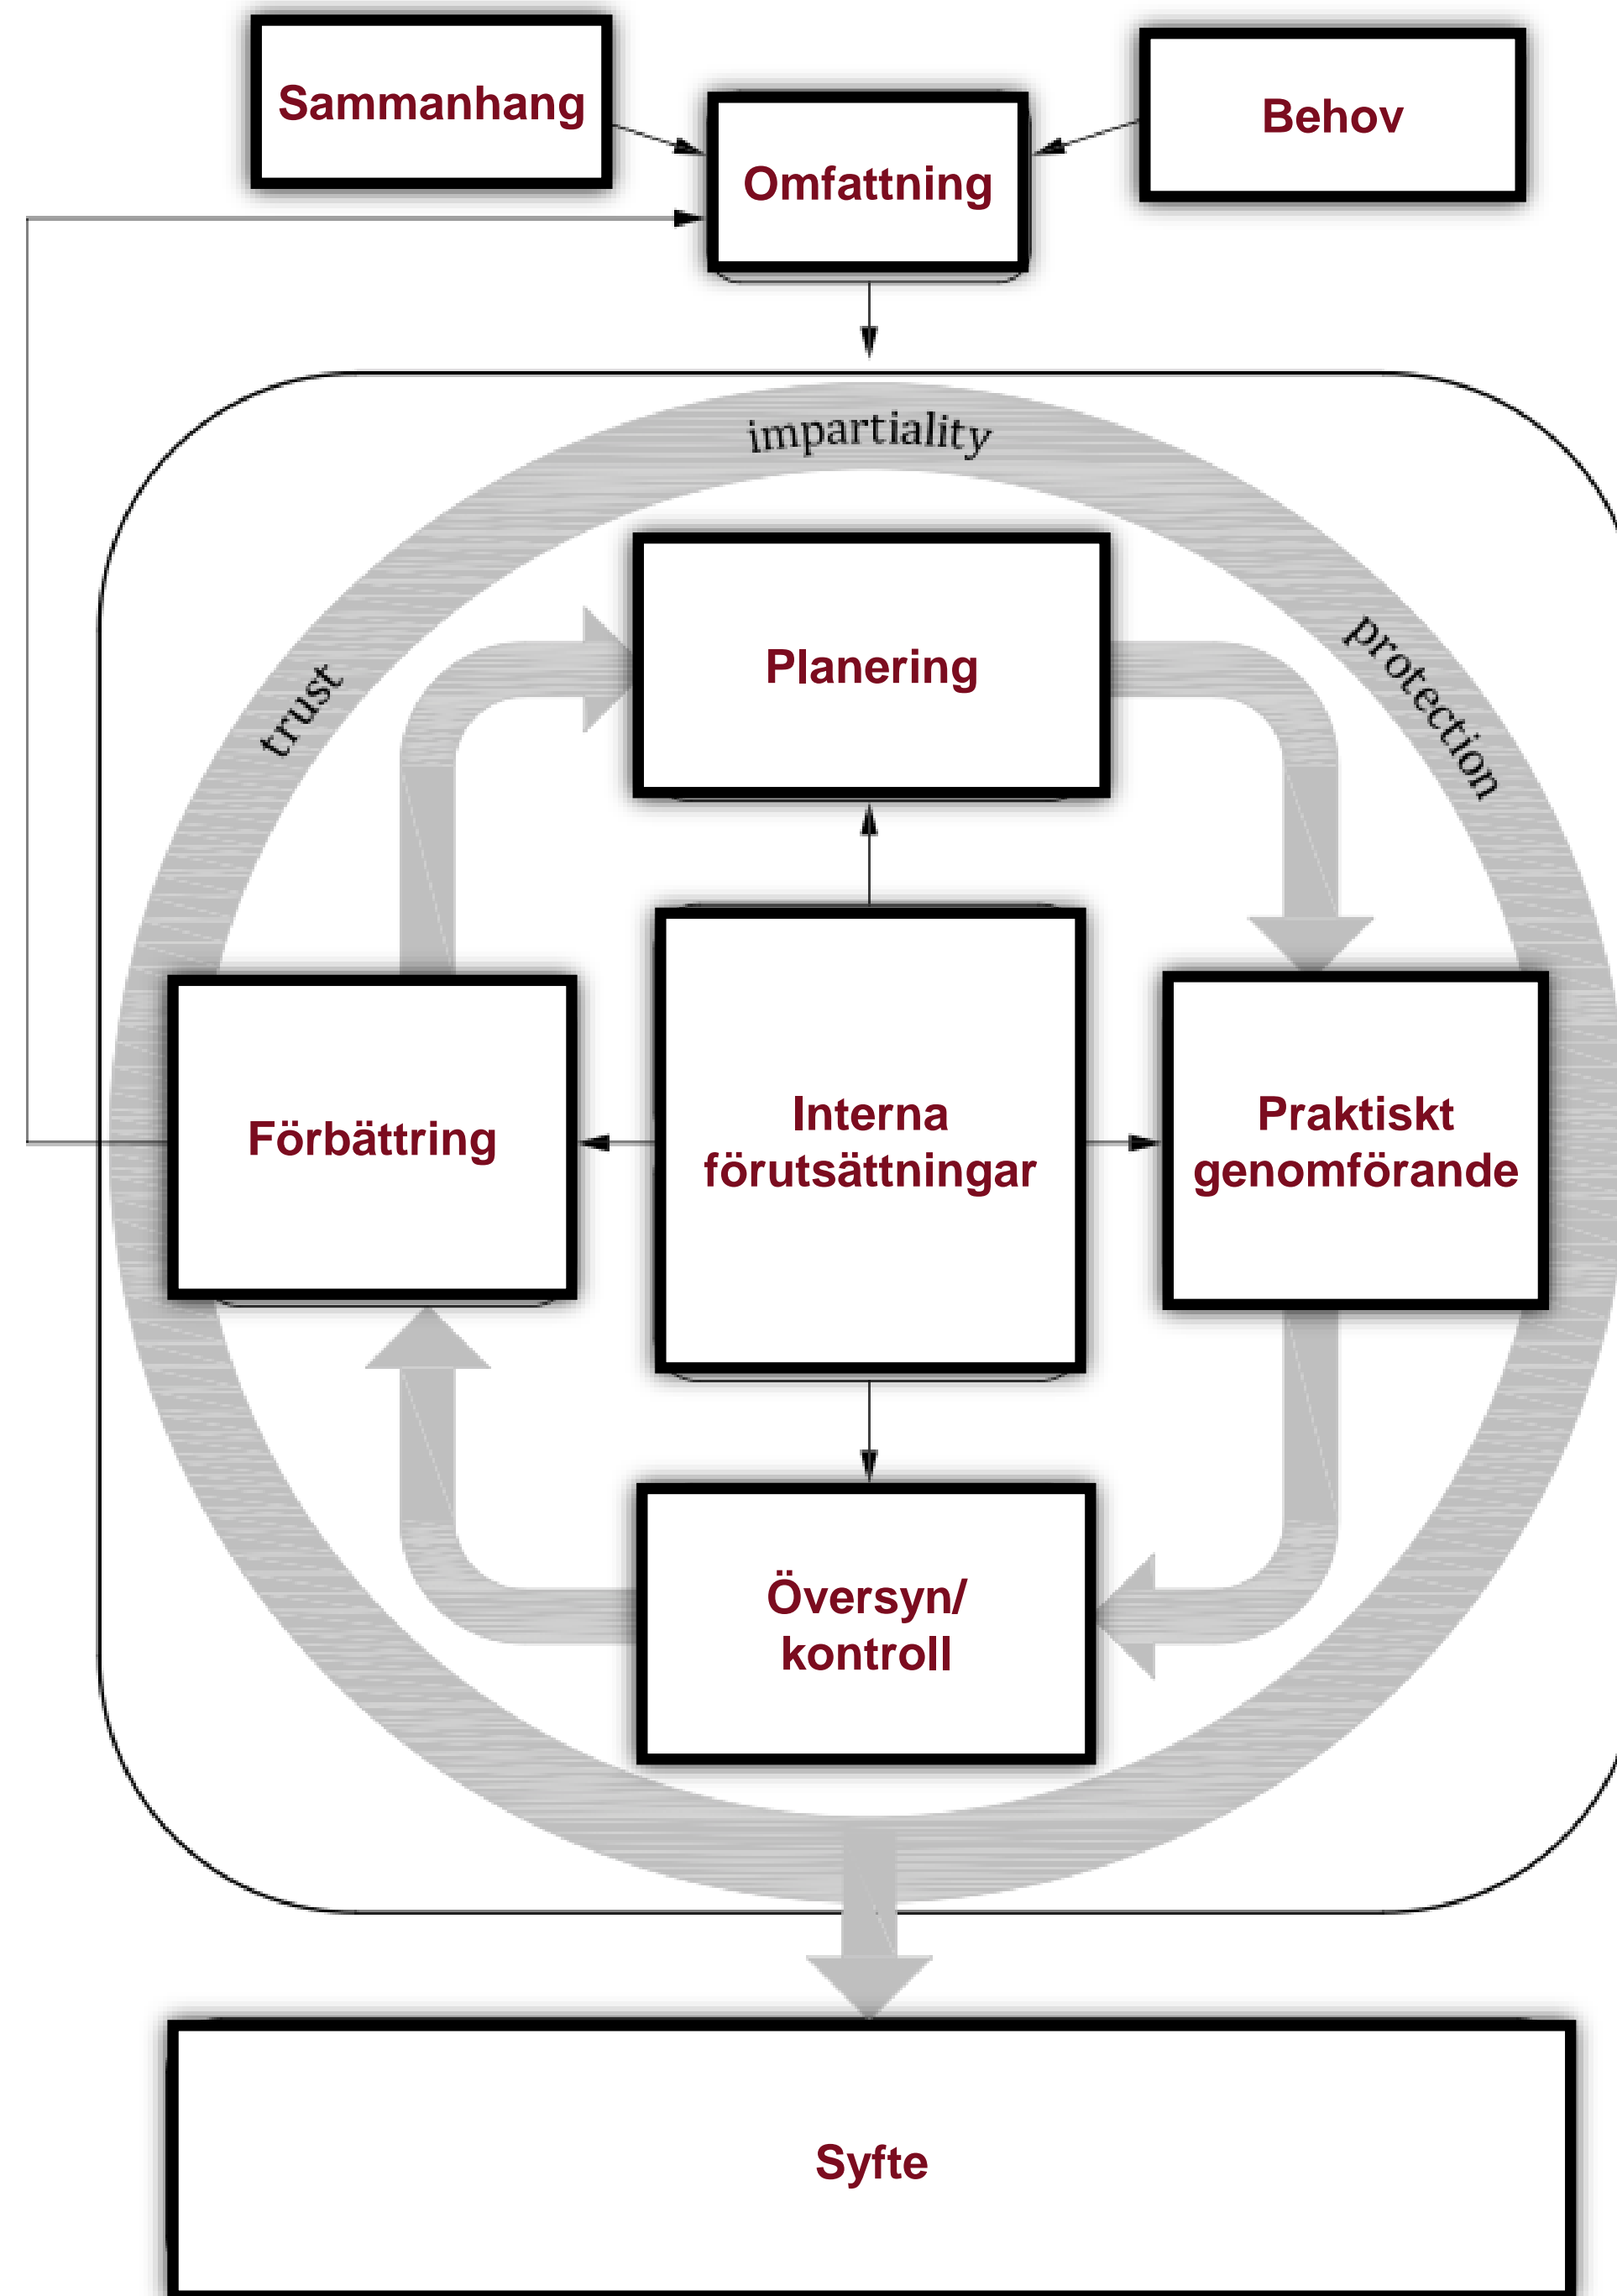 Sammanhang
Behov
Omfattning
impartiality
trust
protection
Planering
Förbättring
Interna
förutsättningar
Praktiskt
genomförande
Översyn/
kontroll
Syfte